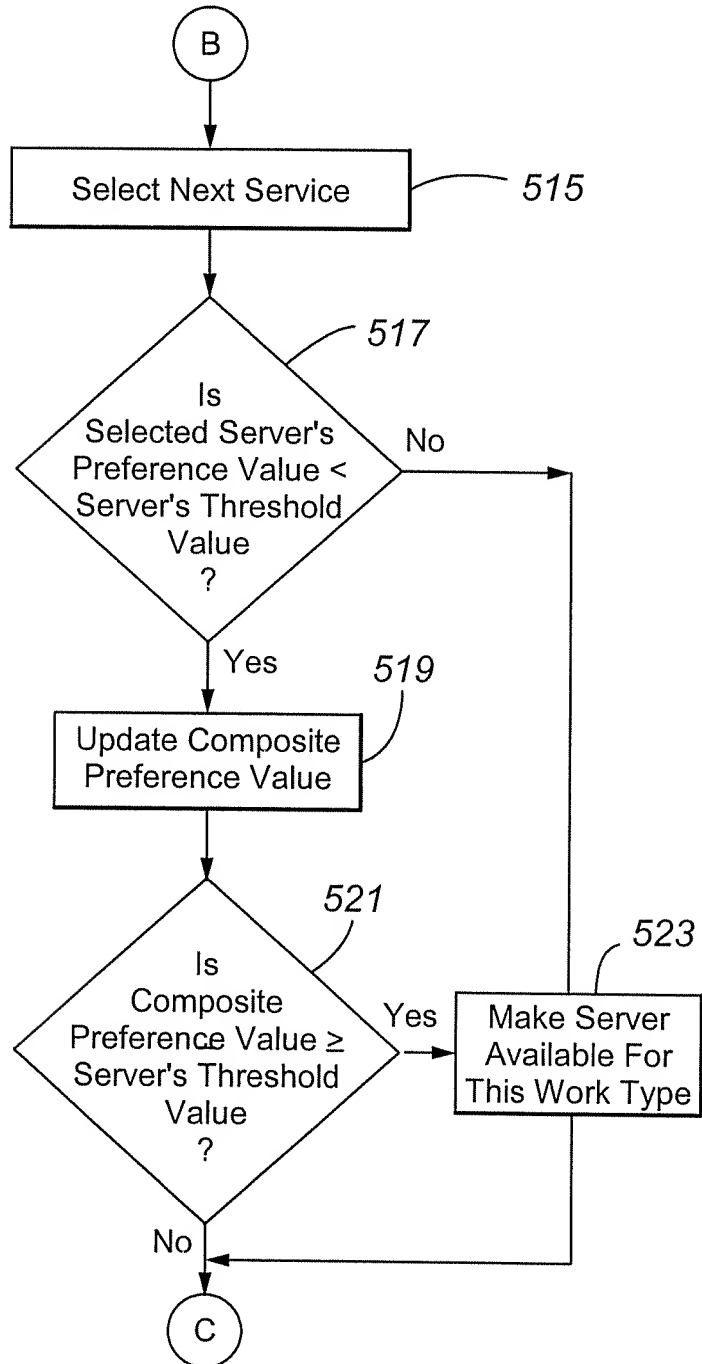 B
Select Next Service
515
517
Is
Selected Server's
Preference Value <
Server's Threshold
Value
?
No
Yes
519
Update Composite
Preference Value
521
Is
Composite
Preference Value ≥
Server's Threshold
Value
?
Yes
523
Make Server
Available For
This Work Type
No
C